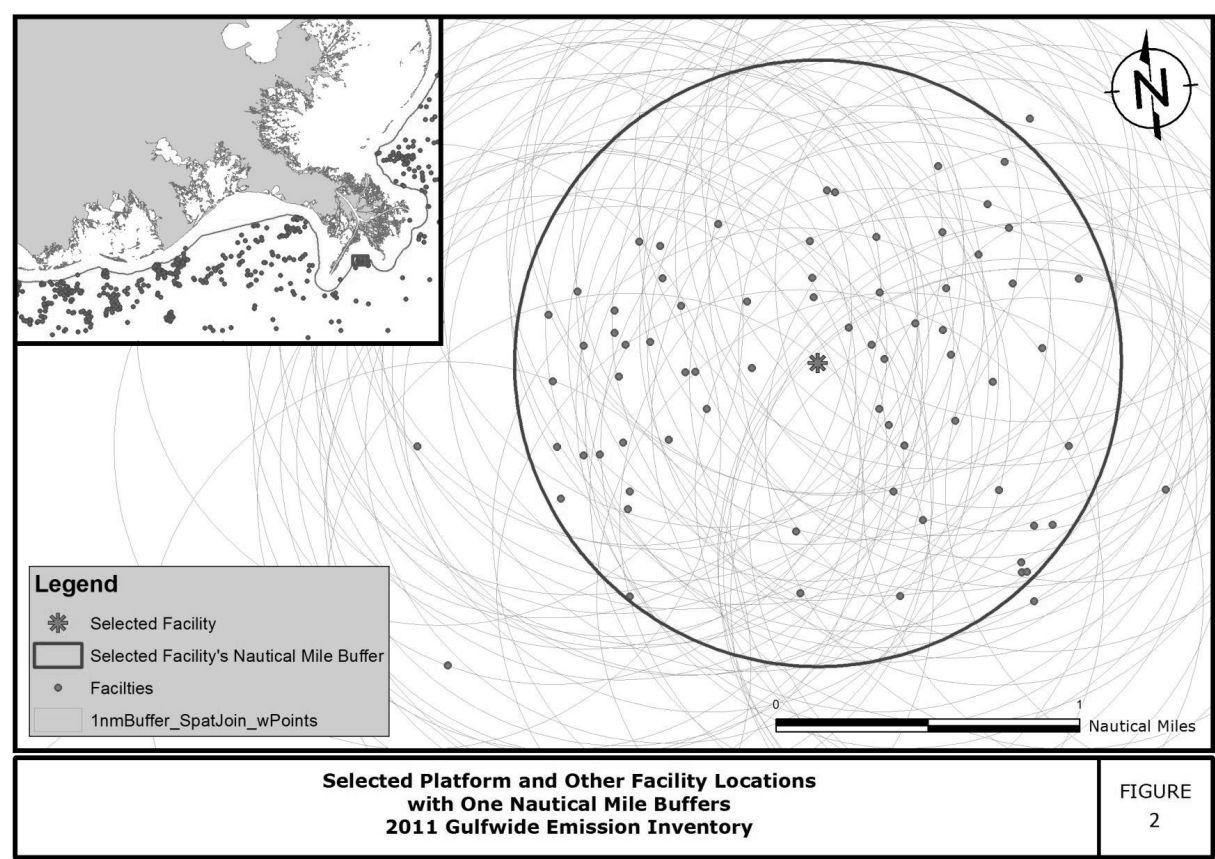 N
Legend
Selected Facility
Selected Facility's Nautical Mile Buffer
Facilties
1nmBuffer_SpatJoin_wPoints
0 1
Nautical Miles
Selected Platform and Other Facility Locations
with One Nautical Mile Buffers
2011 Gulfwide Emission Inventory
FIGURE
2